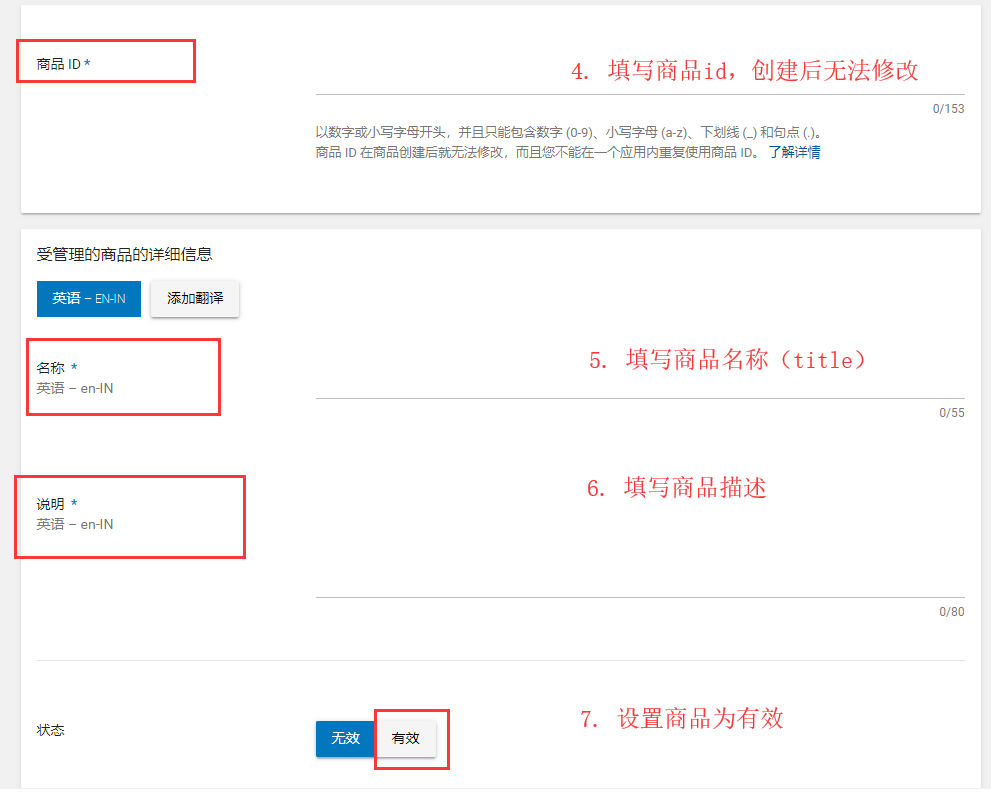 商品 ID *
4. 填写商品id，创建后无法修改
0/153
以数字或小写字母开头，并且只能包含数字 (0-9)、小写字母 (a-z)、下划线 (_) 和句点 (.)。
商品 ID 在商品创建后就无法修改，而且您不能在一个应用内重复使用商品 ID。 了解详情
受管理的商品的详细信息
英语 – EN-IN 添加翻译
名称 *
英语 – en-IN
5. 填写商品名称（title）
0/55
说明 *
英语 – en-IN
6. 填写商品描述
0/80
状态
无效 有效
7. 设置商品为有效